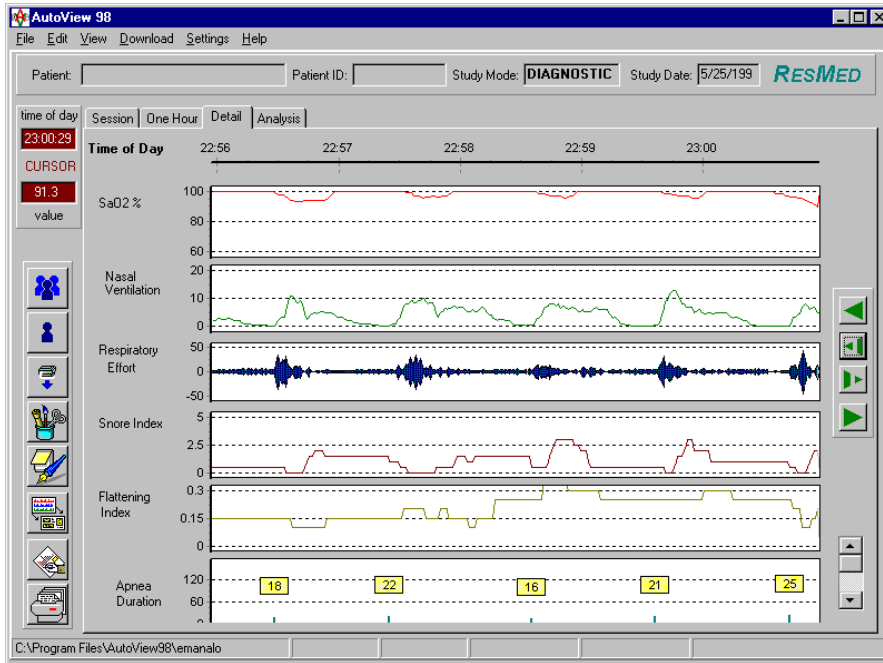 AutoView 98
File Edit View Download Settings Help
Patient: Patient ID: Study Mode: DIAGNOSTIC Study Date: 5/25/199 RESMED
time of day
23:00:29
CURSOR
91.3
value
Session One Hour Detail Analysis
Time of Day 22:56 22:57 22:58 22:59 23:00
SaO2 % 100
80
60
Nasal Ventilation 20
10
0
Respiratory Effort 50
0
-50
Snore Index 5
2.5
0
Flattening Index 0.3
0.15
0
Apnea Duration 120
60
0
18 22 16 21 25
C:\Program Files\AutoView98\emanalo